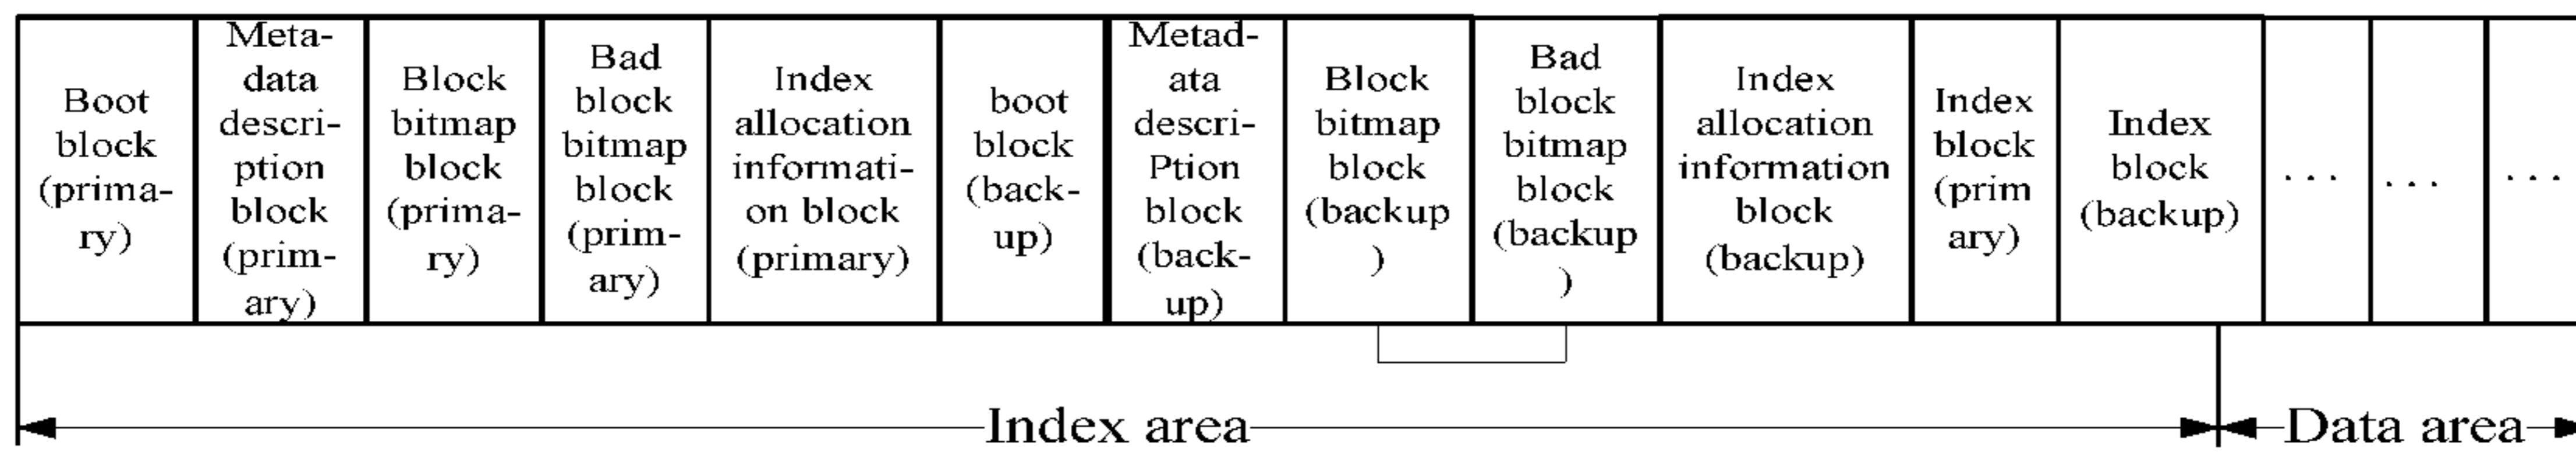 Boot
block
(prima-
ry)
Meta-
data
descri-
ption
block
(prim-
ary)
Block
bitmap
block
(prima-
ry)
Bad
block
bitmap
block
(prim-
ary)
Index
allocation
informati-
on block
(primary)
boot
block
(back-
up)
Metad-
ata
descri-
Ption
block
(back-
up)
Block
bitmap
block
(backup
)
Bad
block
bitmap
block
(backup
)
Index
allocation
information
block
(backup)
Index
block
(prim
ary)
Index
block
(backup)
...
...
...
Index area
Data area